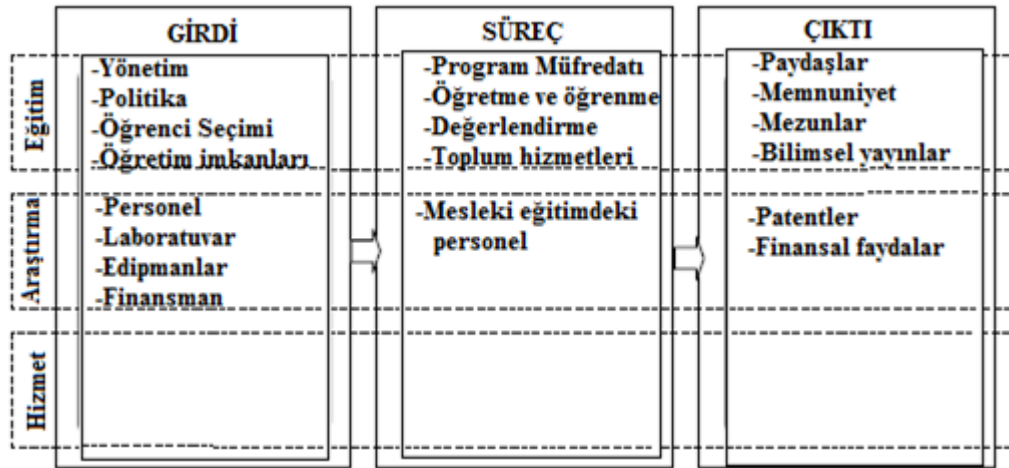 GİRDİ
-Yönetim
-Politika
-Öğrenci Seçimi
-Öğretim imkanları
-Personel
-Laboratuvar
-Edipmanlar
-Finansman
SÜREÇ
-Program Müfredatı
-Öğretme ve öğrenme
-Değerlendirme
-Toplum hizmetleri
-Mesleki eğitimdeki
personel
ÇIKTI
-Paydaşlar
-Memnuniyet
-Mezunlar
-Bilimsel yayınlar
-Patentler
-Finansal faydalar
Eğitim
Araştırma
Hizmet